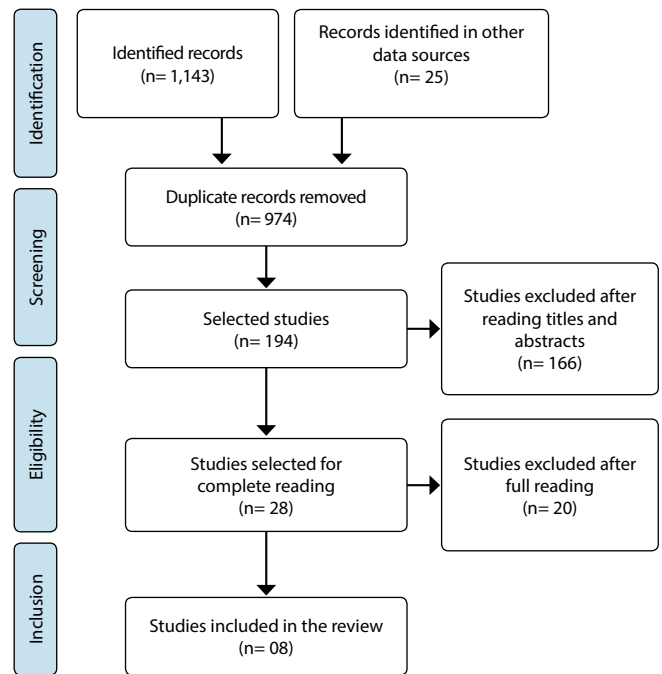 Identification
Identified records
(n= 1,143)
Records identified in other
data sources
(n= 25)
Screening
Duplicate records removed
(n= 974)
Selected studies
(n= 194)
Studies excluded after
reading titles and
abstracts
(n= 166)
Eligibility
Studies selected for
complete reading
(n= 28)
Studies excluded after
full reading
(n= 20)
Inclusion
Studies included in the review
(n= 08)